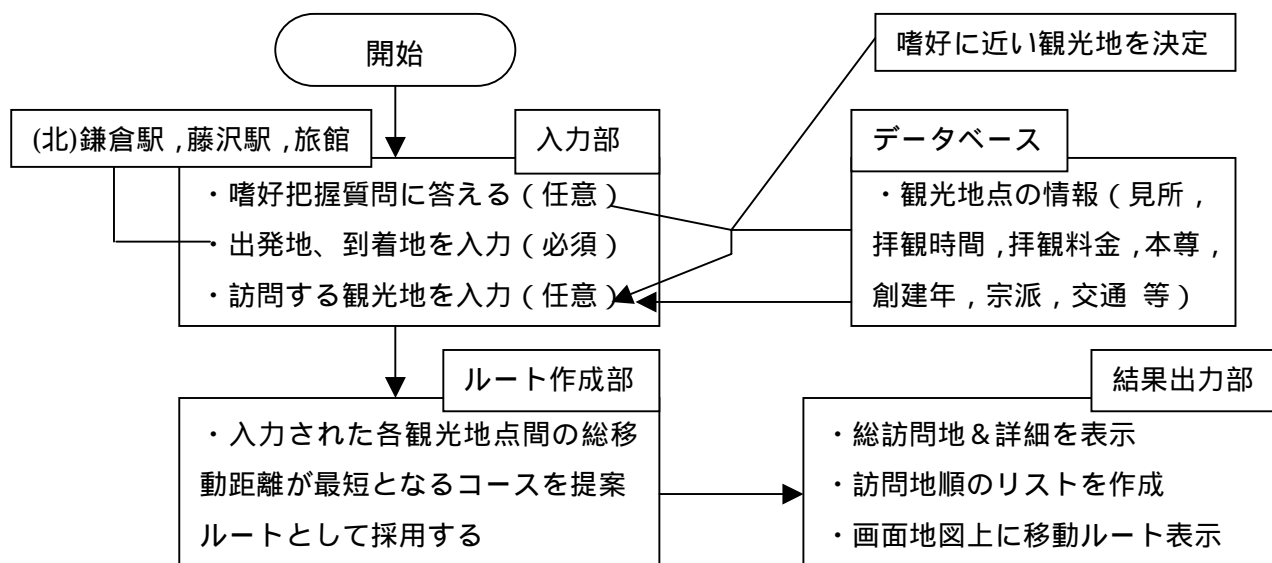 開始
嗜好に近い観光地を決定
(北)鎌倉駅，藤沢駅，旅館
入力部
・嗜好把握質問に答える（任意）
・出発地、到着地を入力（必須）
・訪問する観光地を入力（任意）
データベース
・観光地点の情報（見所，
拝観時間，拝観料金，本尊，
創建年，宗派，交通 等）
ルート作成部
・入力された各観光地点間の総移
動距離が最短となるコースを提案
ルートとして採用する
結果出力部
・総訪問地＆詳細を表示
・訪問地順のリストを作成
・画面地図上に移動ルート表示